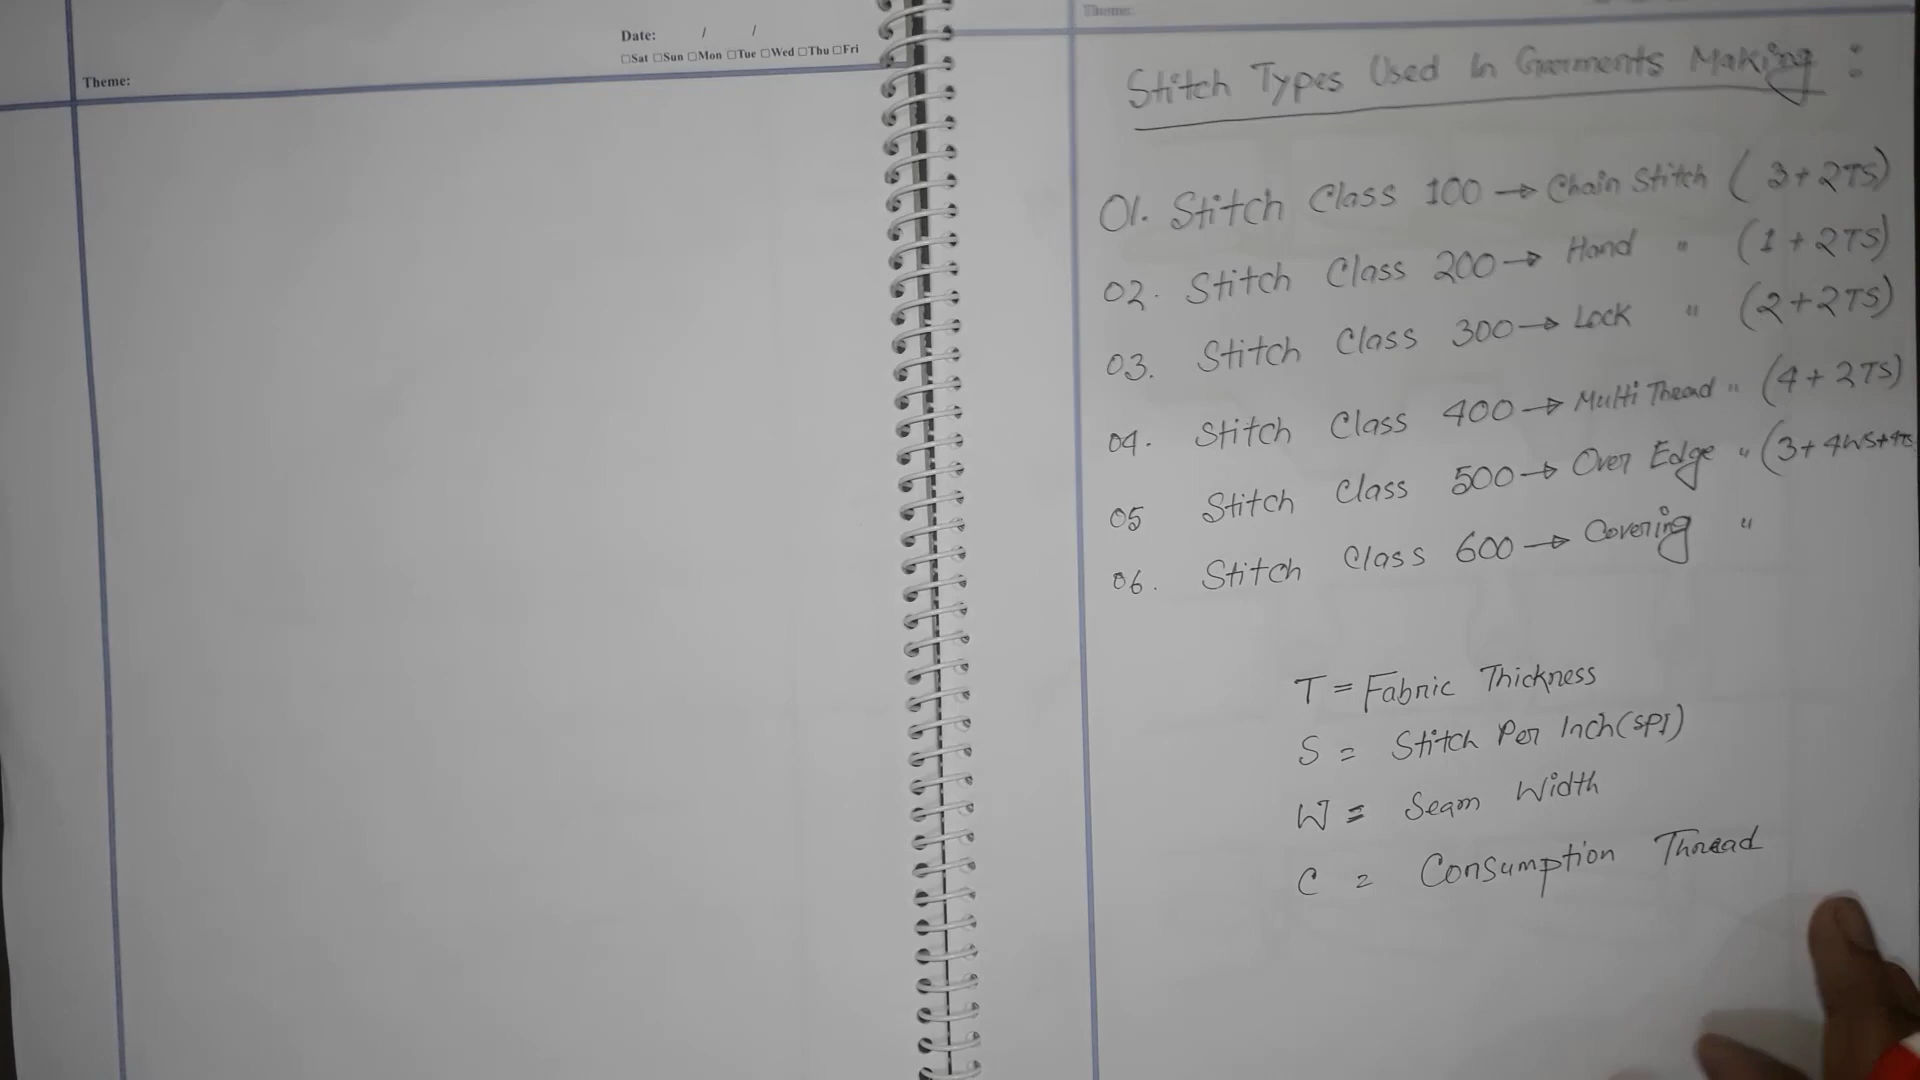 Date: / /
☐Sat ☐Sun ☐Mon ☐Tue ☐Wed ☐Thu ☐Fri
Theme:
Theme:
Stitch Types Used In Garments Making :
01. Stitch Class 100 → Chain Stitch (3+2TS)
02. Stitch Class 200 → Hand " (1+2TS)
03. Stitch Class 300 → Lock " (2+2TS)
04. Stitch Class 400 → Multi Thread " (4+2TS)
05 Stitch Class 500 → Over Edge " (3+4WS+4TS
06. Stitch Class 600 → Covering "
T = Fabric Thickness
S = Stitch Per Inch (SPI)
W = Seam Width
C = Consumption Thread